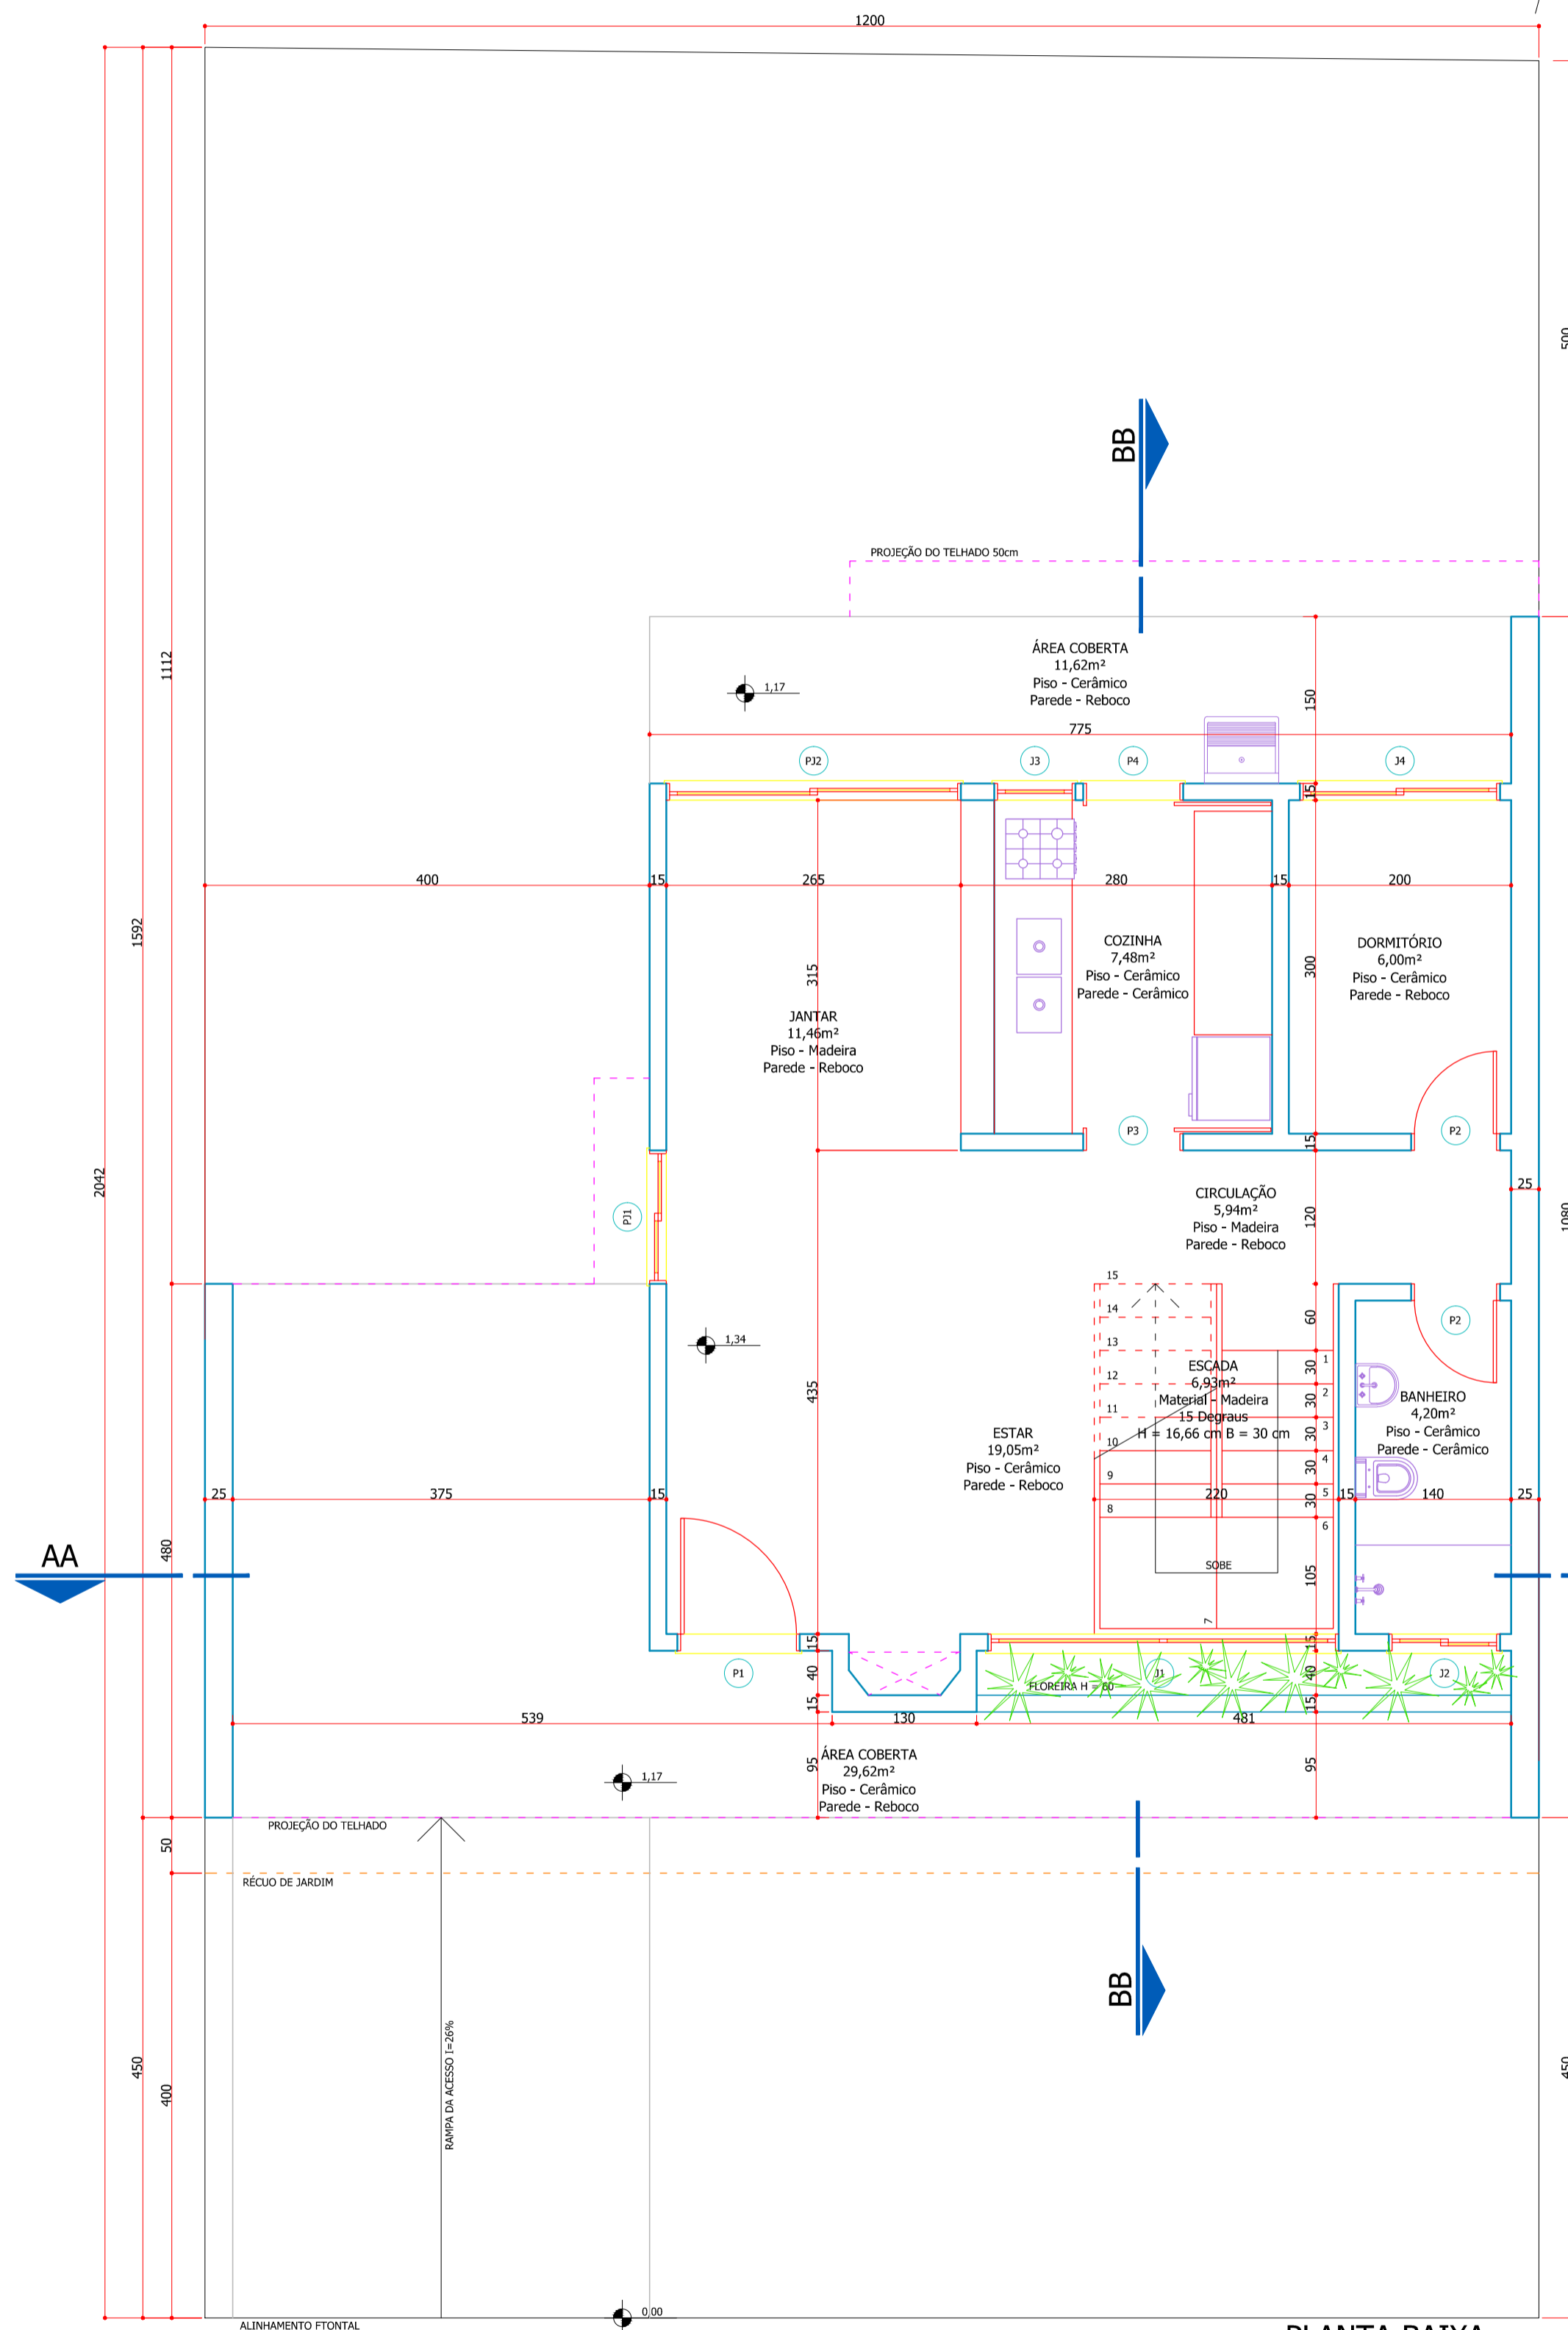 1200
500
BB
PROJEÇÃO DO TELHADO 50cm
ÁREA COBERTA
11,62m²
Piso - Cerâmico
Parede - Reboco
1112
1,17
150
775
PJ2
J3
P4
J4
15
400
15
265
280
15
200
1592
315
300
COZINHA
7,48m²
Piso - Cerâmico
Parede - Cerâmico
DORMITÓRIO
6,00m²
Piso - Cerâmico
Parede - Reboco
JANTAR
11,46m²
Piso - Madeira
Parede - Reboco
P3
P2
15
2042
25
PJ1
CIRCULAÇÃO
5,94m²
Piso - Madeira
Parede - Reboco
120
1080
15
14
13
12
11
10
9
8
7
1
2
3
4
5
6
60
30
30
30
30
30
P2
1,34
435
ESCADA
6,93m²
Material - Madeira
15 Degraus
H = 16,66 cm B = 30 cm
BANHEIRO
4,20m²
Piso - Cerâmico
Parede - Cerâmico
ESTAR
19,05m²
Piso - Cerâmico
Parede - Reboco
25
375
15
220
15
140
25
480
AA
SOBE
105
15
15
P1
40
J1
J2
40
FLOREIRA H = 60
15
15
539
130
481
95
95
ÁREA COBERTA
29,62m²
Piso - Cerâmico
Parede - Reboco
1,17
PROJEÇÃO DO TELHADO
50
RÉCUO DE JARDIM
BB
RAMPA DA ACESSO I=26%
450
400
450
0,00
ALINHAMENTO FTONTAL
PLANTA BAIXA